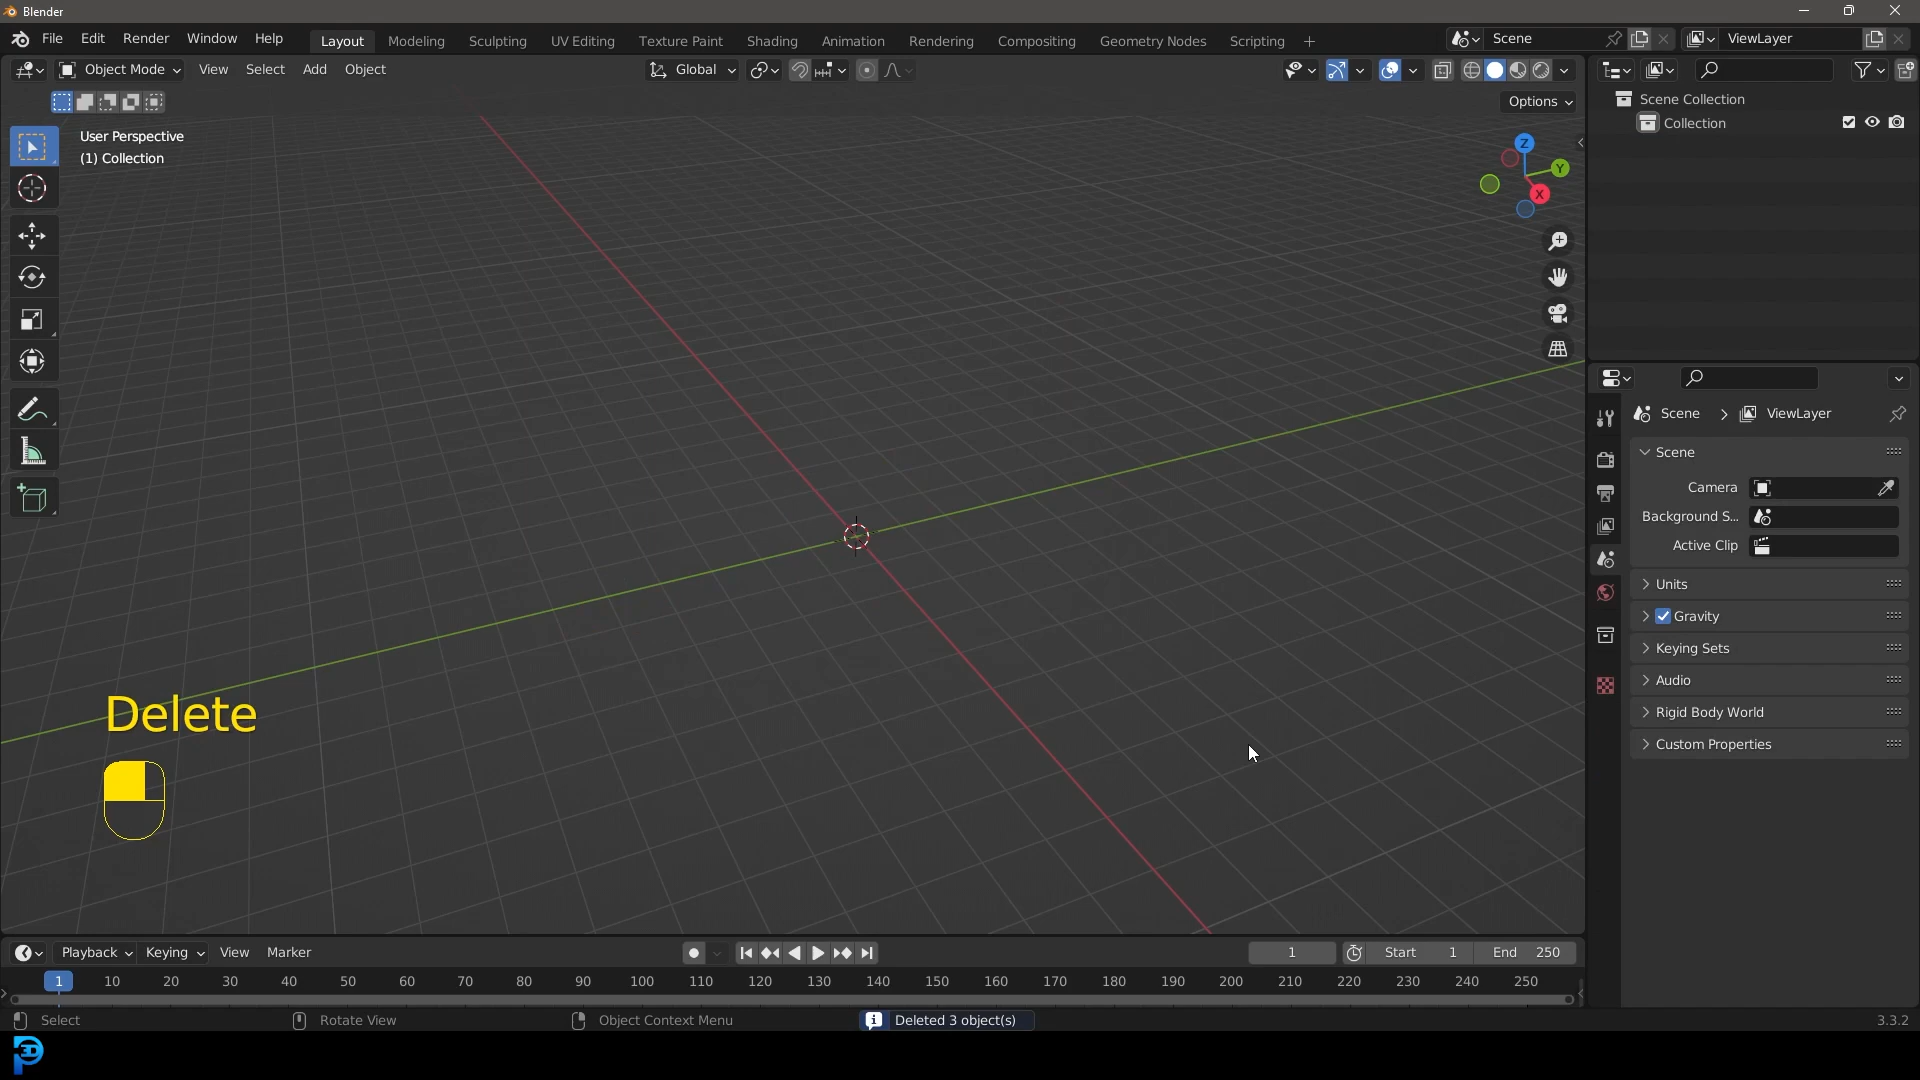 Blender
File Edit Render Window Help Layout Modeling Sculpting UV Editing Texture Paint Shading Animation Rendering Compositing Geometry Nodes Scripting + Scene ViewLayer
Object Mode View Select Add Object Global
Options
User Perspective
(1) Collection
Z
Y
X
Scene Collection
Collection
Scene > ViewLayer
Scene
Camera
Background S...
Active Clip
Units
Gravity
Keying Sets
Audio
Rigid Body World
Custom Properties
Delete
Playback Keying View Marker 1 Start 1 End 250
1 10 20 30 40 50 60 70 80 90 100 110 120 130 140 150 160 170 180 190 200 210 220 230 240 250
Select Rotate View Object Context Menu Deleted 3 object(s) 3.3.2
3D